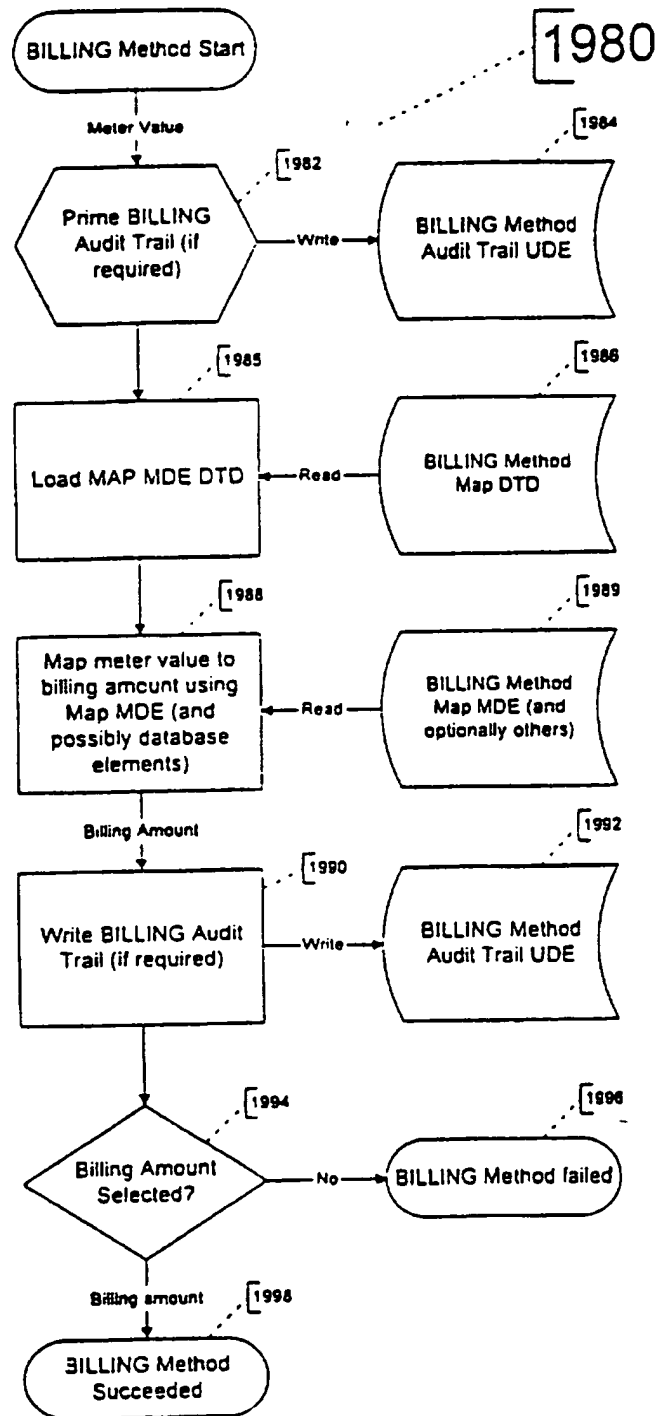 BILLING Method Start
1980
Meter Value
1982
1984
Prime BILLING
Audit Trail (if
required)
Write
BILLING Method
Audit Trail UDE
1985
1986
Load MAP MDE DTD
Read
BILLING Method
Map DTD
1988
1989
Map meter value to
billing amount using
Map MDE (and
possibly database
elements)
Read
BILLING Method
Map MDE (and
optionally others)
Billing Amount
1990
1992
Write BILLING Audit
Trail (if required)
Write
BILLING Method
Audit Trail UDE
1994
1996
Billing Amount
Selected?
No
BILLING Method failed
Billing amount
1998
BILLING Method
Succeeded